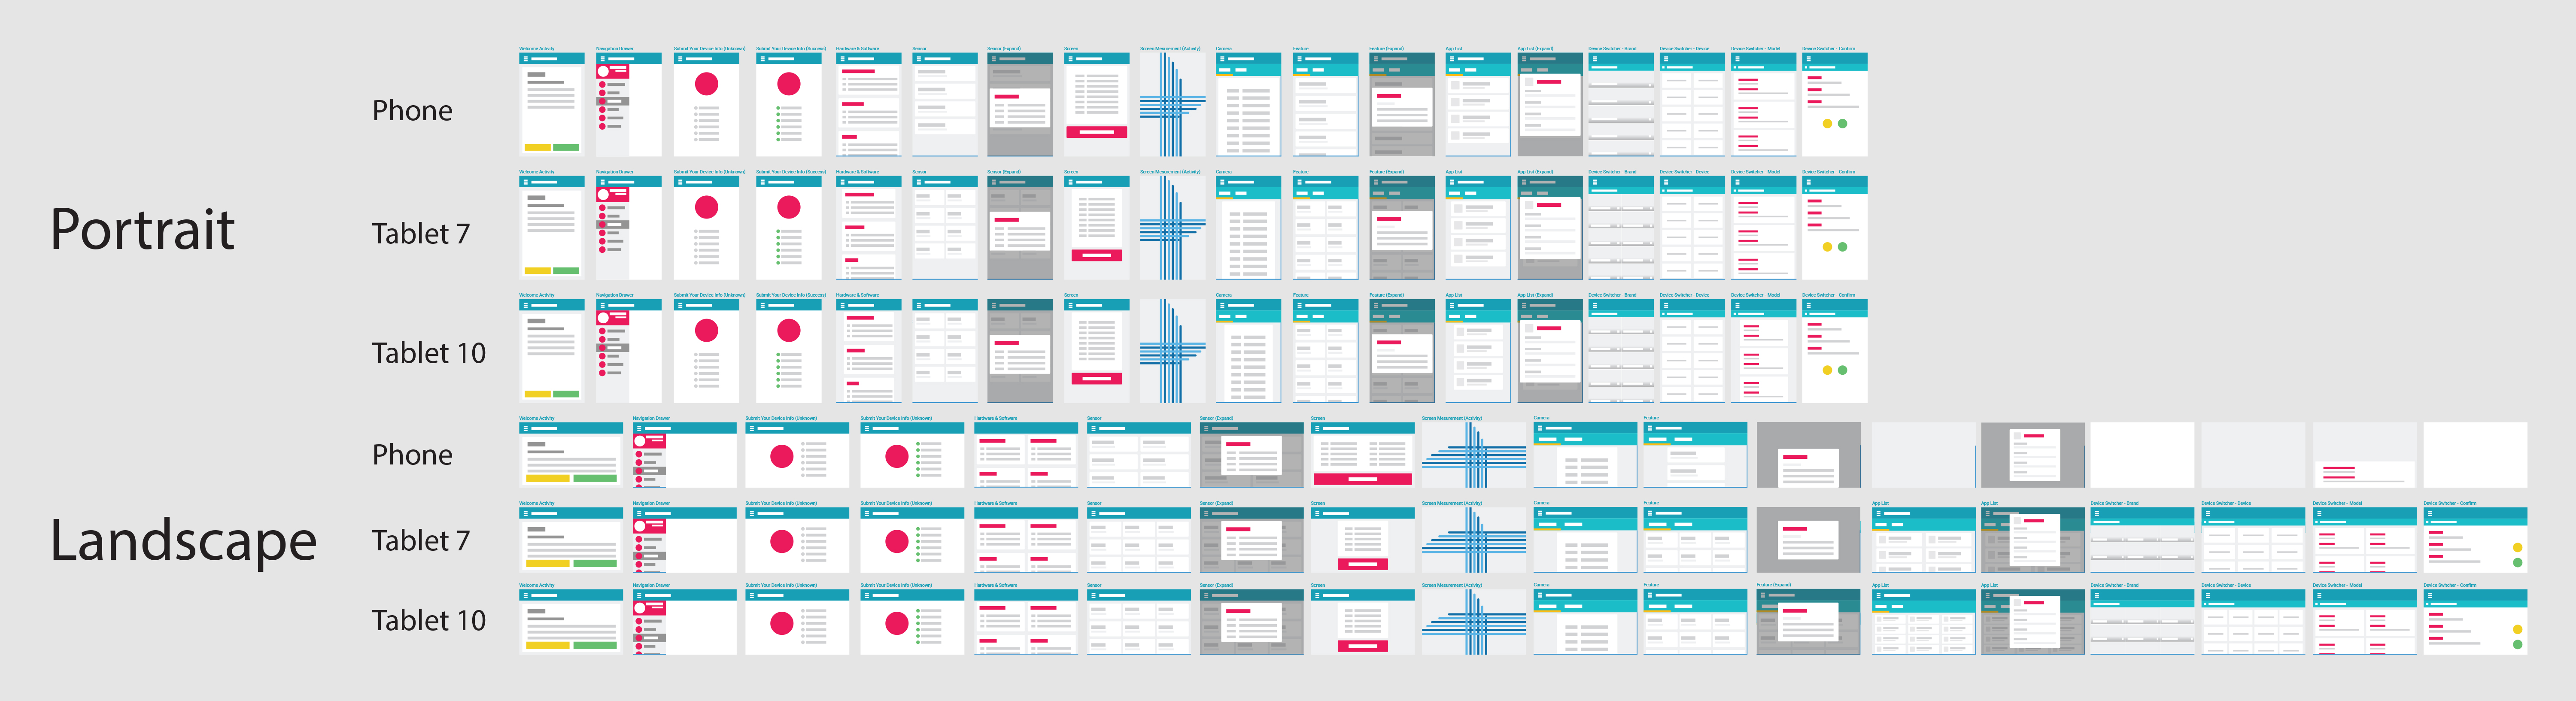 Portrait
Phone
Welcome Activity
Navigation Drawer
Submit Your Device Info (Unknown)
Submit Your Device Info (Success)
Hardware & Software
Sensor
Sensor (Expand)
Screen
Screen Mesurement (Activity)
Camera
Feature
Feature (Expand)
App List
App List (Expand)
Device Switcher - Brand
Device Switcher - Device
Device Switcher - Model
Device Switcher - Confirm
Tablet 7
Welcome Activity
Navigation Drawer
Submit Your Device Info (Unknown)
Submit Your Device Info (Success)
Hardware & Software
Sensor
Sensor (Expand)
Screen
Screen Mesurement (Activity)
Camera
Feature
Feature (Expand)
App List
App List (Expand)
Device Switcher - Brand
Device Switcher - Device
Device Switcher - Model
Device Switcher - Confirm
Tablet 10
Welcome Activity
Navigation Drawer
Submit Your Device Info (Unknown)
Submit Your Device Info (Success)
Hardware & Software
Sensor
Sensor (Expand)
Screen
Screen Mesurement (Activity)
Camera
Feature
Feature (Expand)
App List
App List (Expand)
Device Switcher - Brand
Device Switcher - Device
Device Switcher - Model
Device Switcher - Confirm
Landscape
Phone
Welcome Activity
Navigation Drawer
Submit Your Device Info (Unknown)
Submit Your Device Info (Unknown)
Hardware & Software
Sensor
Sensor (Expand)
Screen
Screen Mesurement (Activity)
Camera
Feature
Tablet 7
Welcome Activity
Navigation Drawer
Submit Your Device Info (Unknown)
Submit Your Device Info (Unknown)
Hardware & Software
Sensor
Sensor (Expand)
Screen
Screen Mesurement (Activity)
Camera
Feature
App List
App List
Device Switcher - Brand
Device Switcher - Device
Device Switcher - Model
Device Switcher - Confirm
Tablet 10
Welcome Activity
Navigation Drawer
Submit Your Device Info (Unknown)
Submit Your Device Info (Unknown)
Hardware & Software
Sensor
Sensor (Expand)
Screen
Screen Mesurement (Activity)
Camera
Feature
Feature (Expand)
App List
App List
Device Switcher - Brand
Device Switcher - Device
Device Switcher - Model
Device Switcher - Confirm